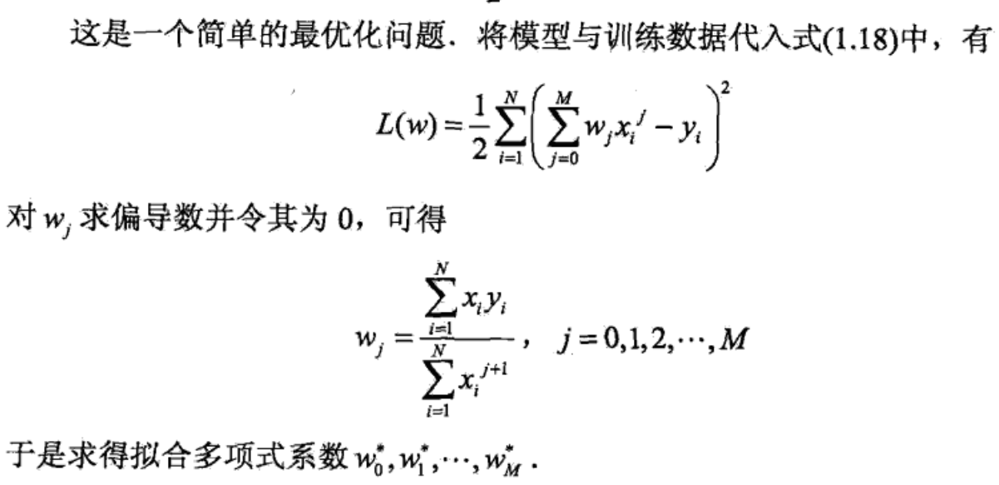 这是一个简单的最优化问题．将模型与训练数据代入式(1.18)中，有
L(w) = \frac{1}{2} \sum_{i=1}^{N} \left( \sum_{j=0}^{M} w_j x_i^j - y_i \right)^2
对 w_j 求偏导数并令其为 0，可得
w_j = \frac{\sum_{i=1}^{N} x_i y_i}{\sum_{i=1}^{N} x_i^{j+1}}， j = 0,1,2,⋯,M
于是求得拟合多项式系数 w_0^*, w_1^*, ⋯, w_M^*．